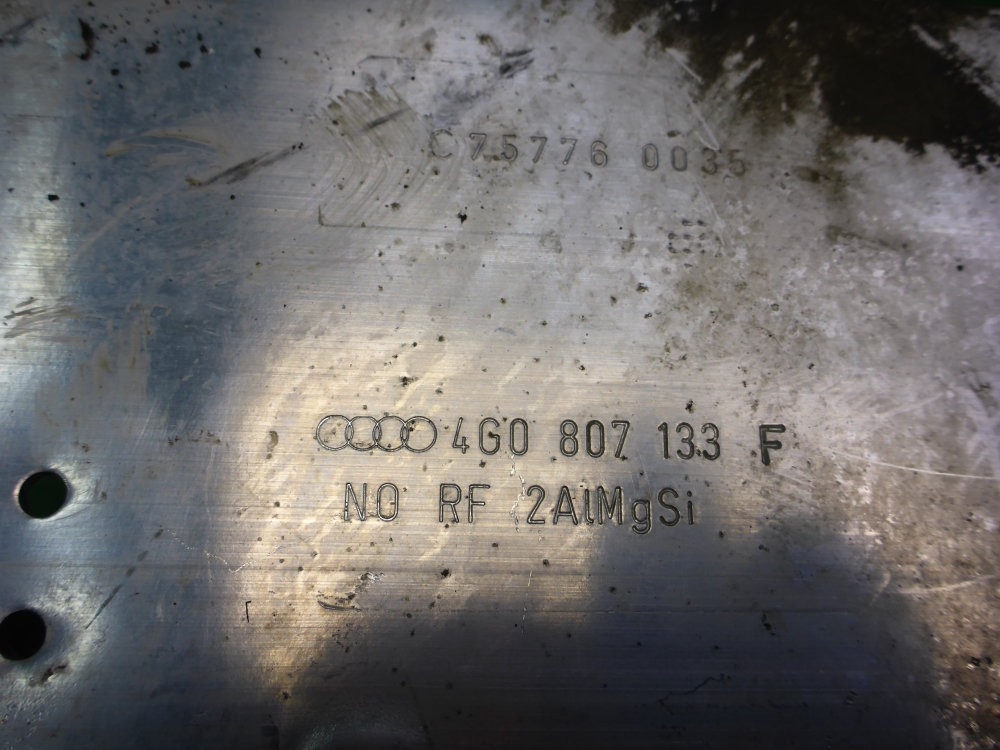 C75776 0035
4G0 807 133 F
NO RF 2AlMgSi